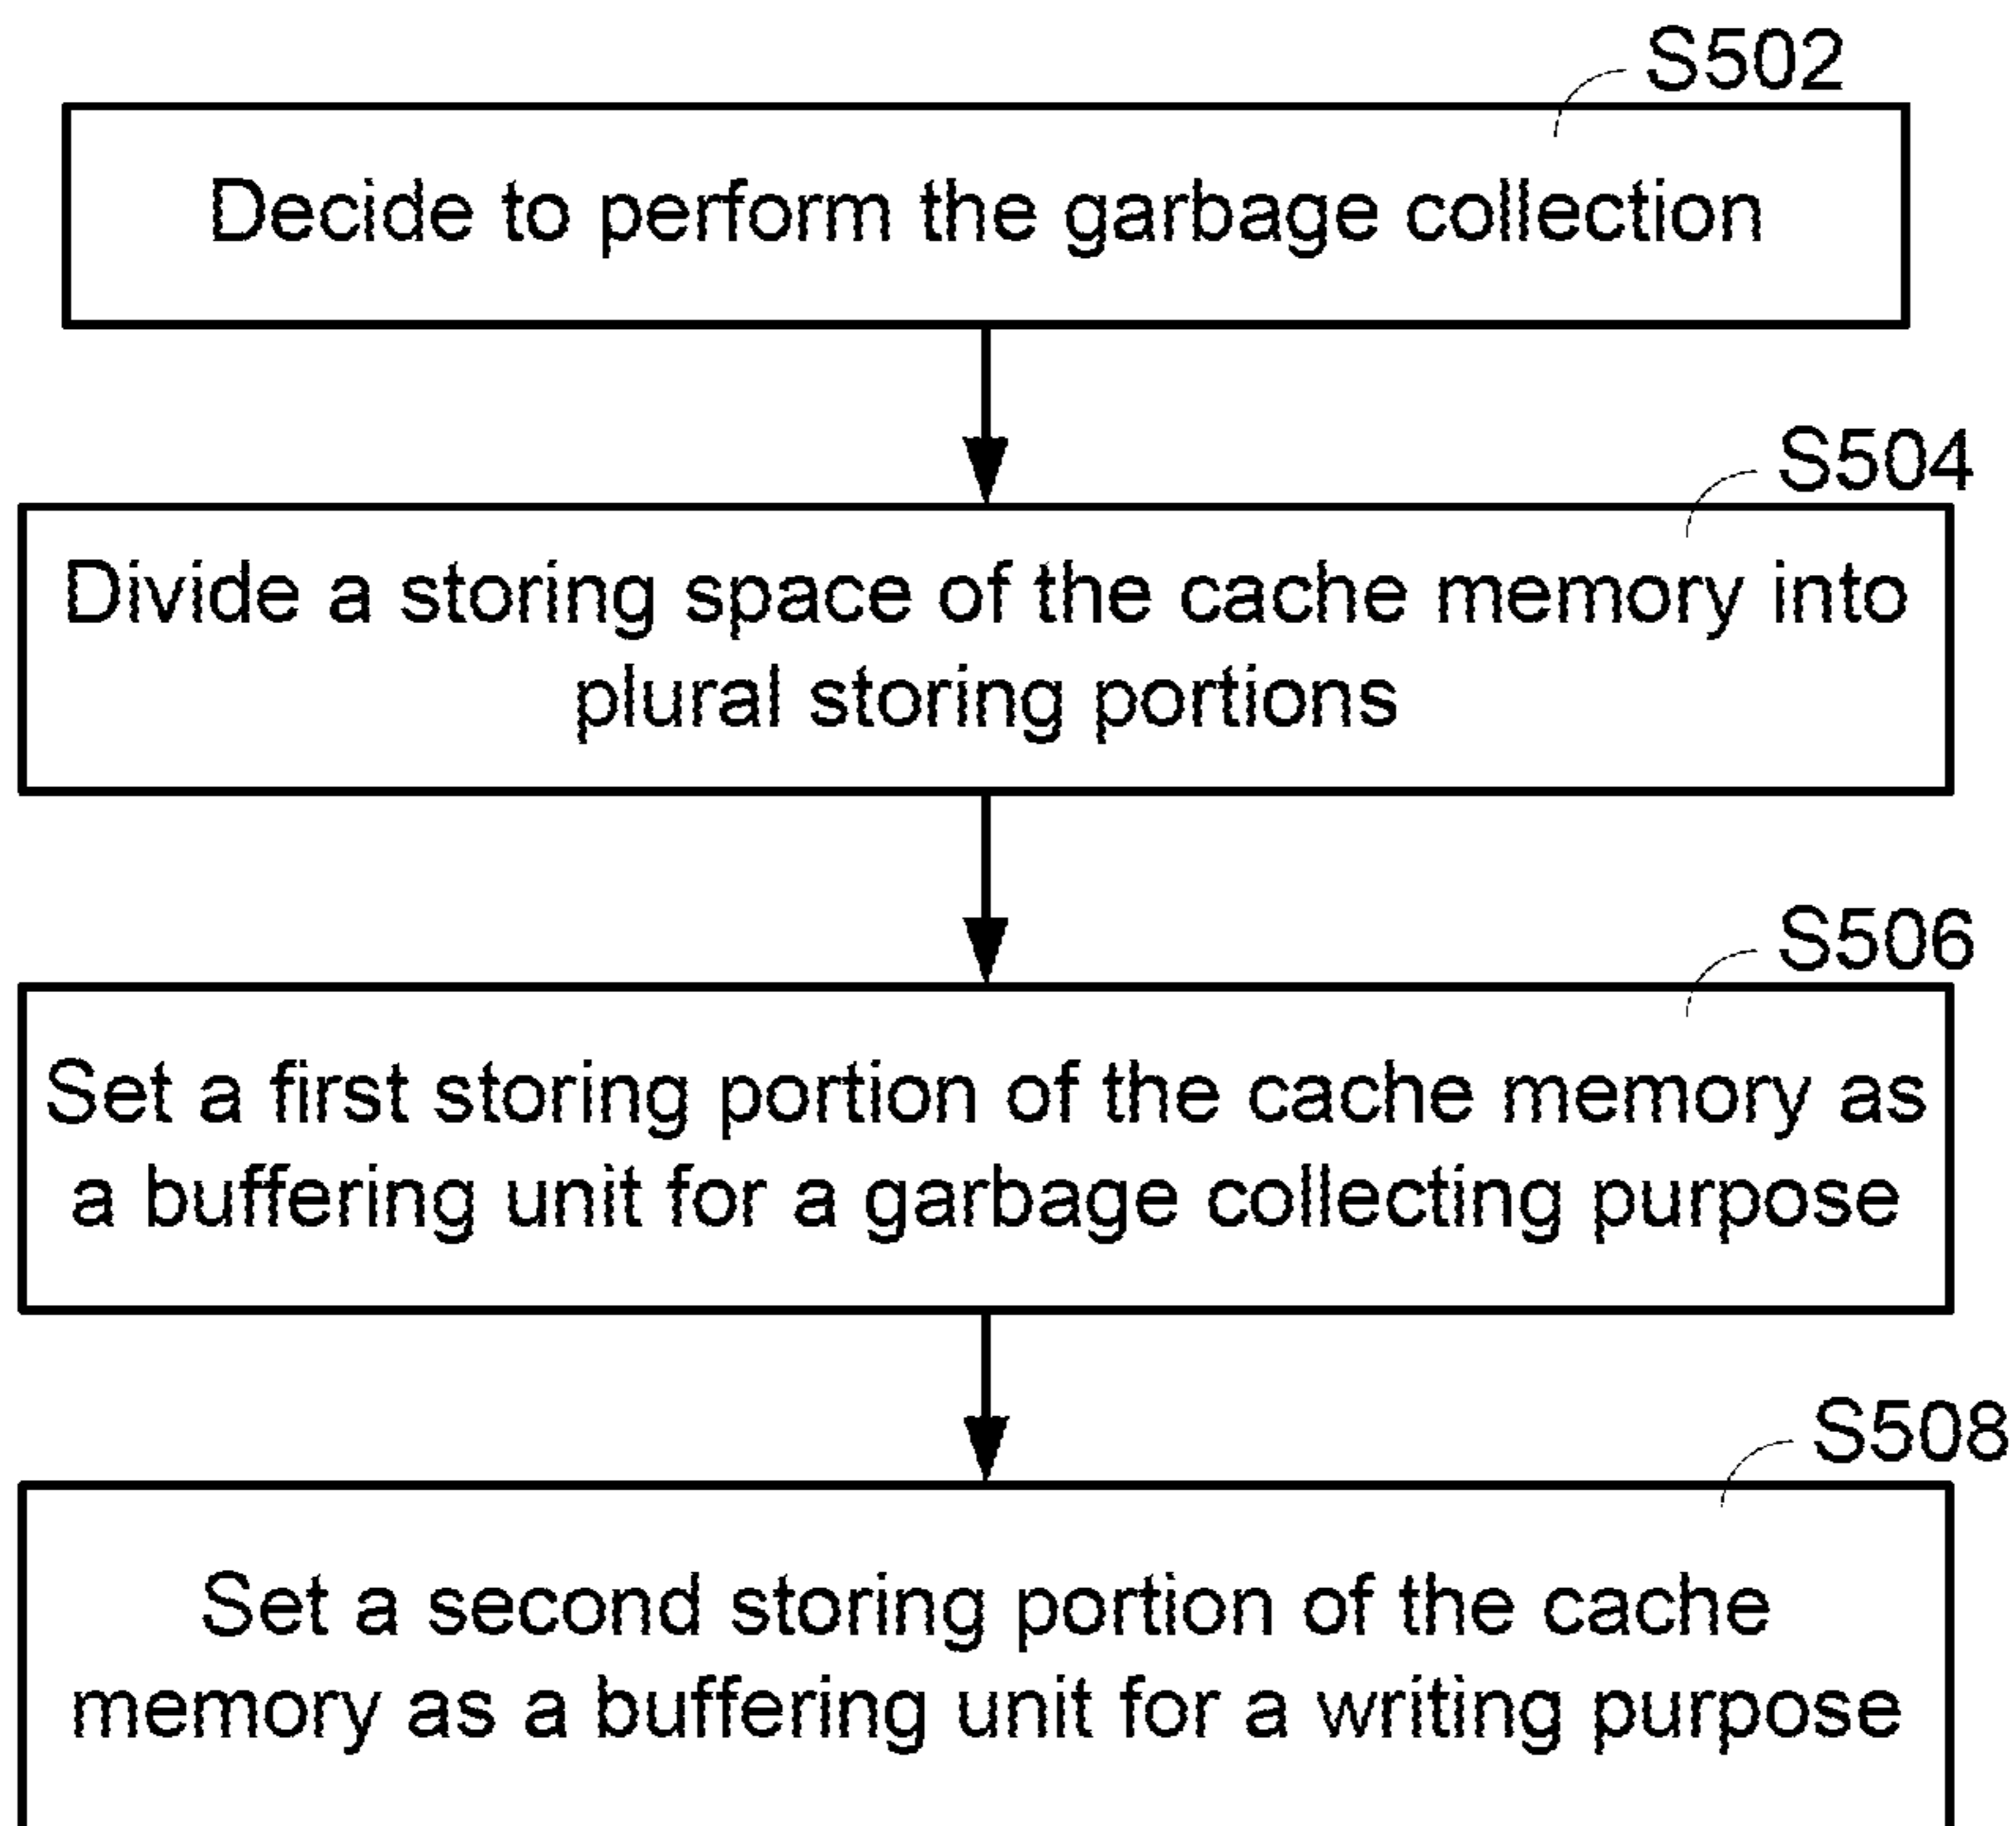 S502
Decide to perform the garbage collection
S504
Divide a storing space of the cache memory into
plural storing portions
S506
Set a first storing portion of the cache memory as
a buffering unit for a garbage collecting purpose
S508
Set a second storing portion of the cache
memory as a buffering unit for a writing purpose